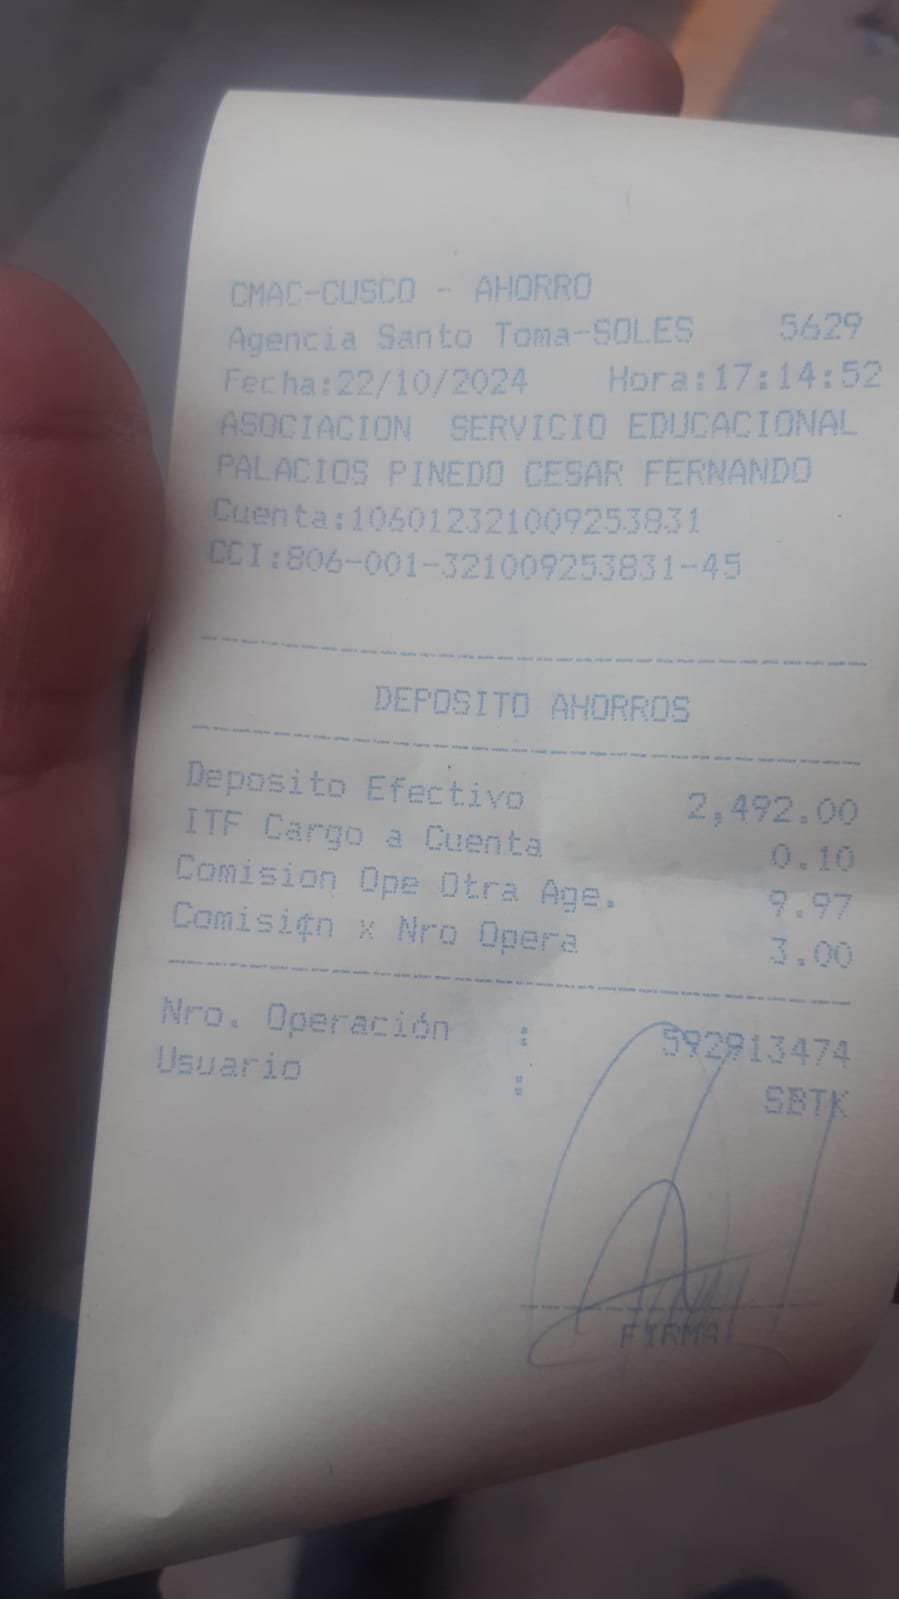 CMAC-CUSCO - AHORRO
Agencia Santo Toma-SOLES 5629
Fecha:22/10/2024 Hora:17:14:52
ASOCIACION SERVICIO EDUCACIONAL
PALACIOS PINEDO CESAR FERNANDO
Cuenta:106012321009253831
CCI:806-001-321009253831-45
DEPOSITO AHORROS
Deposito Efectivo 2,492.00
ITF Cargo a Cuenta 0.10
Comision Ope Otra Age. 9.97
Comisi¢n x Nro Opera 3.00
Nro. Operación : 592913474
Usuario : SBTK
FIRMA